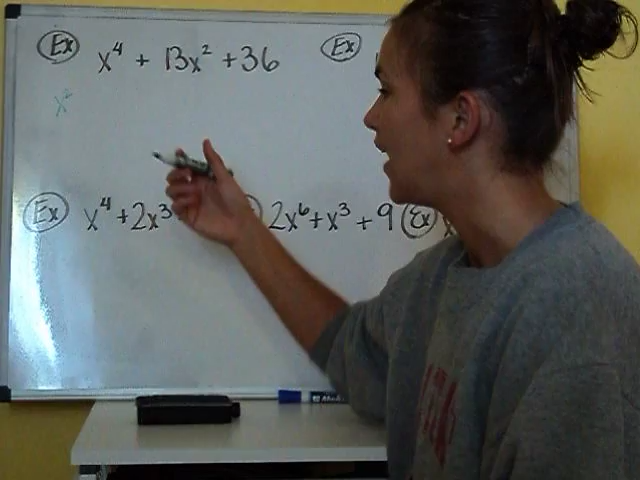 Ex x⁴ + 13x² + 36
Ex
x²
Ex x⁴ + 2x³
2x⁶ + x³ + 9
Ex